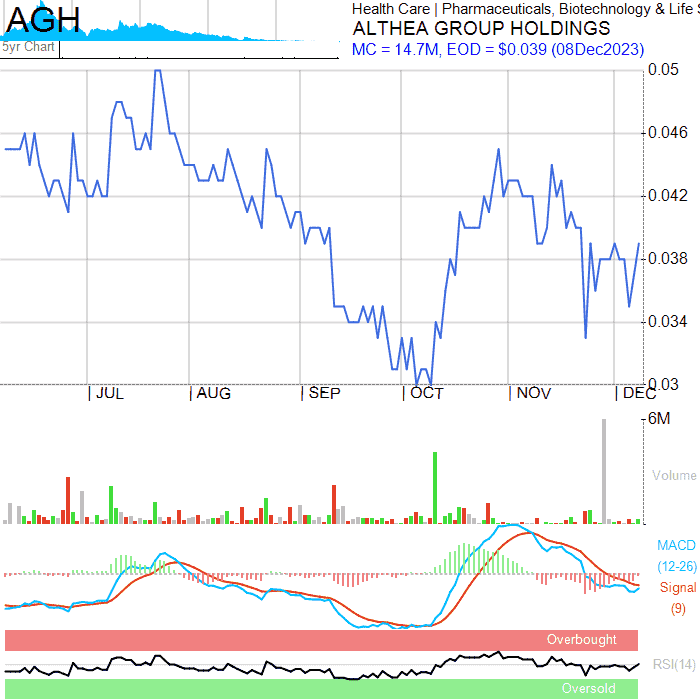 AGH
5yr Chart
Health Care | Pharmaceuticals, Biotechnology & Life S
ALTHEA GROUP HOLDINGS
MC = 14.7M, EOD = $0.039 (08Dec2023)
0.05
0.046
0.042
0.038
0.034
0.03
JUL AUG SEP OCT NOV DEC
6M
Volume
MACD
(12-26)
Signal
(9)
Overbought
RSI(14)
Oversold